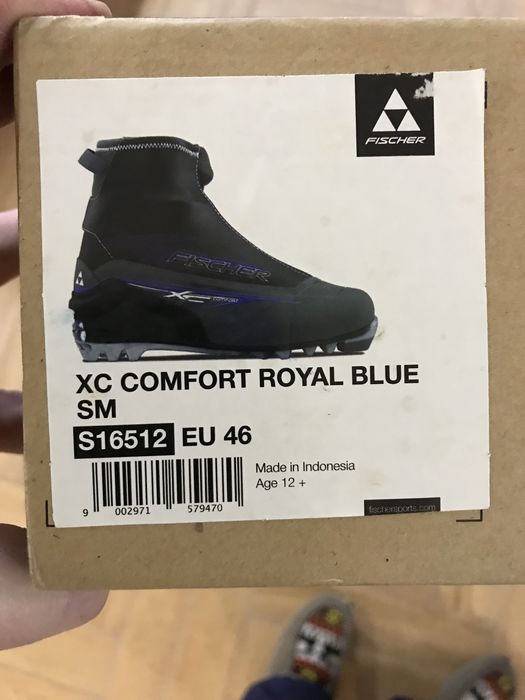 FISCHER
FISCHER
XC COMFORT
XC COMFORT ROYAL BLUE
SM
S16512 EU 46
Made in Indonesia
Age 12 +
9 002971 579470
fischersports.com